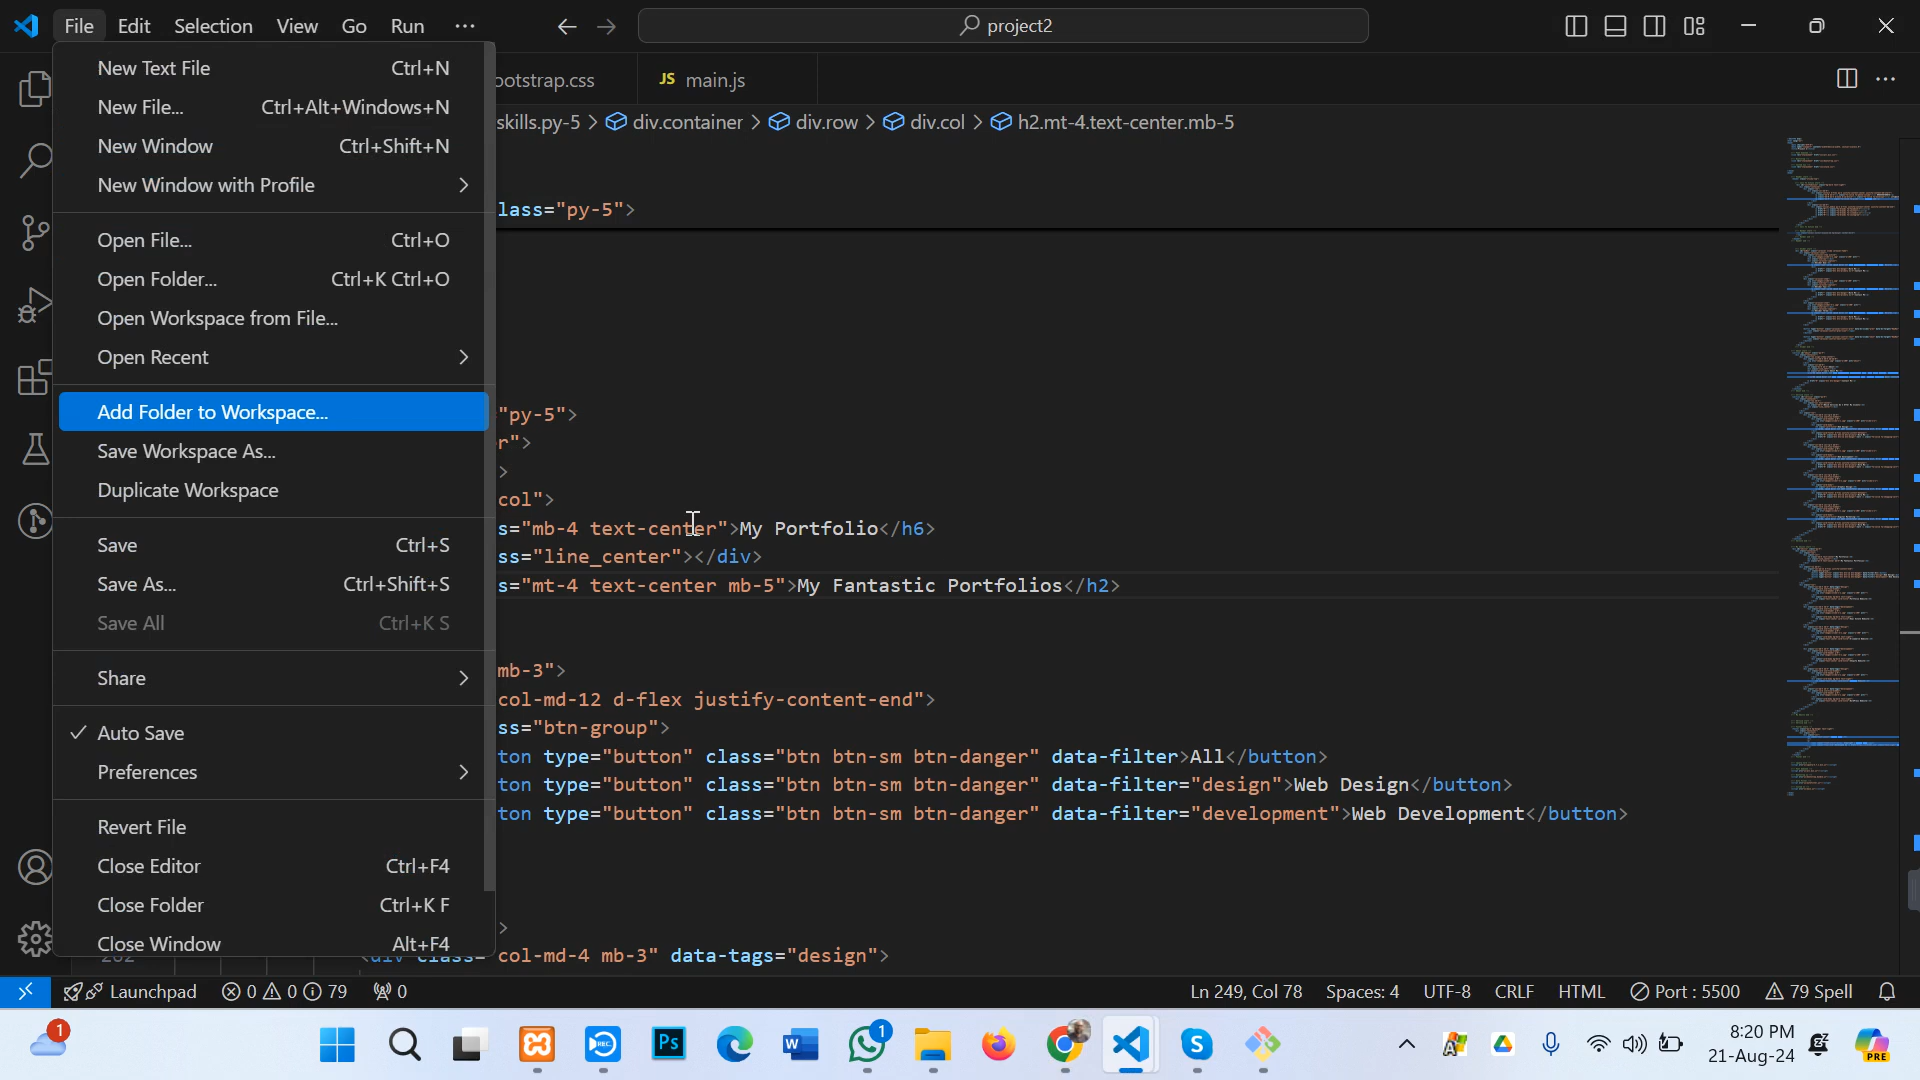 File Edit Selection View Go Run ··· project2
New Text File Ctrl+N
New File... Ctrl+Alt+Windows+N
New Window Ctrl+Shift+N
New Window with Profile
Open File... Ctrl+O
Open Folder... Ctrl+K Ctrl+O
Open Workspace from File...
Open Recent
Add Folder to Workspace...
Save Workspace As...
Duplicate Workspace
Save Ctrl+S
Save As... Ctrl+Shift+S
Save All Ctrl+K S
Share
Auto Save
Preferences
Revert File
Close Editor Ctrl+F4
Close Folder Ctrl+K F
Close Window Alt+F4
ootstrap.css JS main.js
skills.py-5 > div.container > div.row > div.col > h2.mt-4.text-center.mb-5
lass="py-5">
"py-5">
r">
>
col">
s="mb-4 text-center">My Portfolio</h6>
ss="line_center"></div>
s="mt-4 text-center mb-5">My Fantastic Portfolios</h2>
mb-3">
col-md-12 d-flex justify-content-end">
ss="btn-group">
ton type="button" class="btn btn-sm btn-danger" data-filter>All</button>
ton type="button" class="btn btn-sm btn-danger" data-filter="design">Web Design</button>
ton type="button" class="btn btn-sm btn-danger" data-filter="development">Web Development</button>
>
col-md-4 mb-3" data-tags="design">
Launchpad 0 0 79 0 Ln 249, Col 78 Spaces: 4 UTF-8 CRLF HTML Port : 5500 79 Spell
1 REC Ps W 1 S 8:20 PM PRE
21-Aug-24